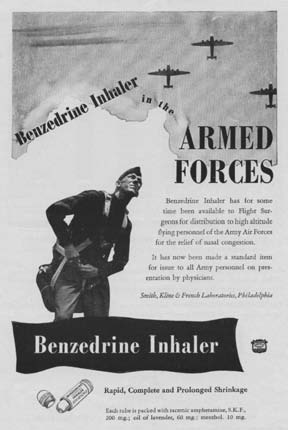 Benzedrine Inhaler in the
ARMED
FORCES
Benzedrine Inhaler has for some
time been available to Flight Sur-
geons for distribution to high altitude
flying personnel of the Army Air Forces
for the relief of nasal congestion.
It has now been made a standard item
for issue to all Army personnel on pres-
entation by physicians.
Smith, Kline & French Laboratories, Philadelphia
Benzedrine Inhaler
Rapid, Complete and Prolonged Shrinkage
Each tube is packed with racemic amphetamine, S.K.F.,
200 mg.; oil of lavender, 60 mg.; menthol, 10 mg.